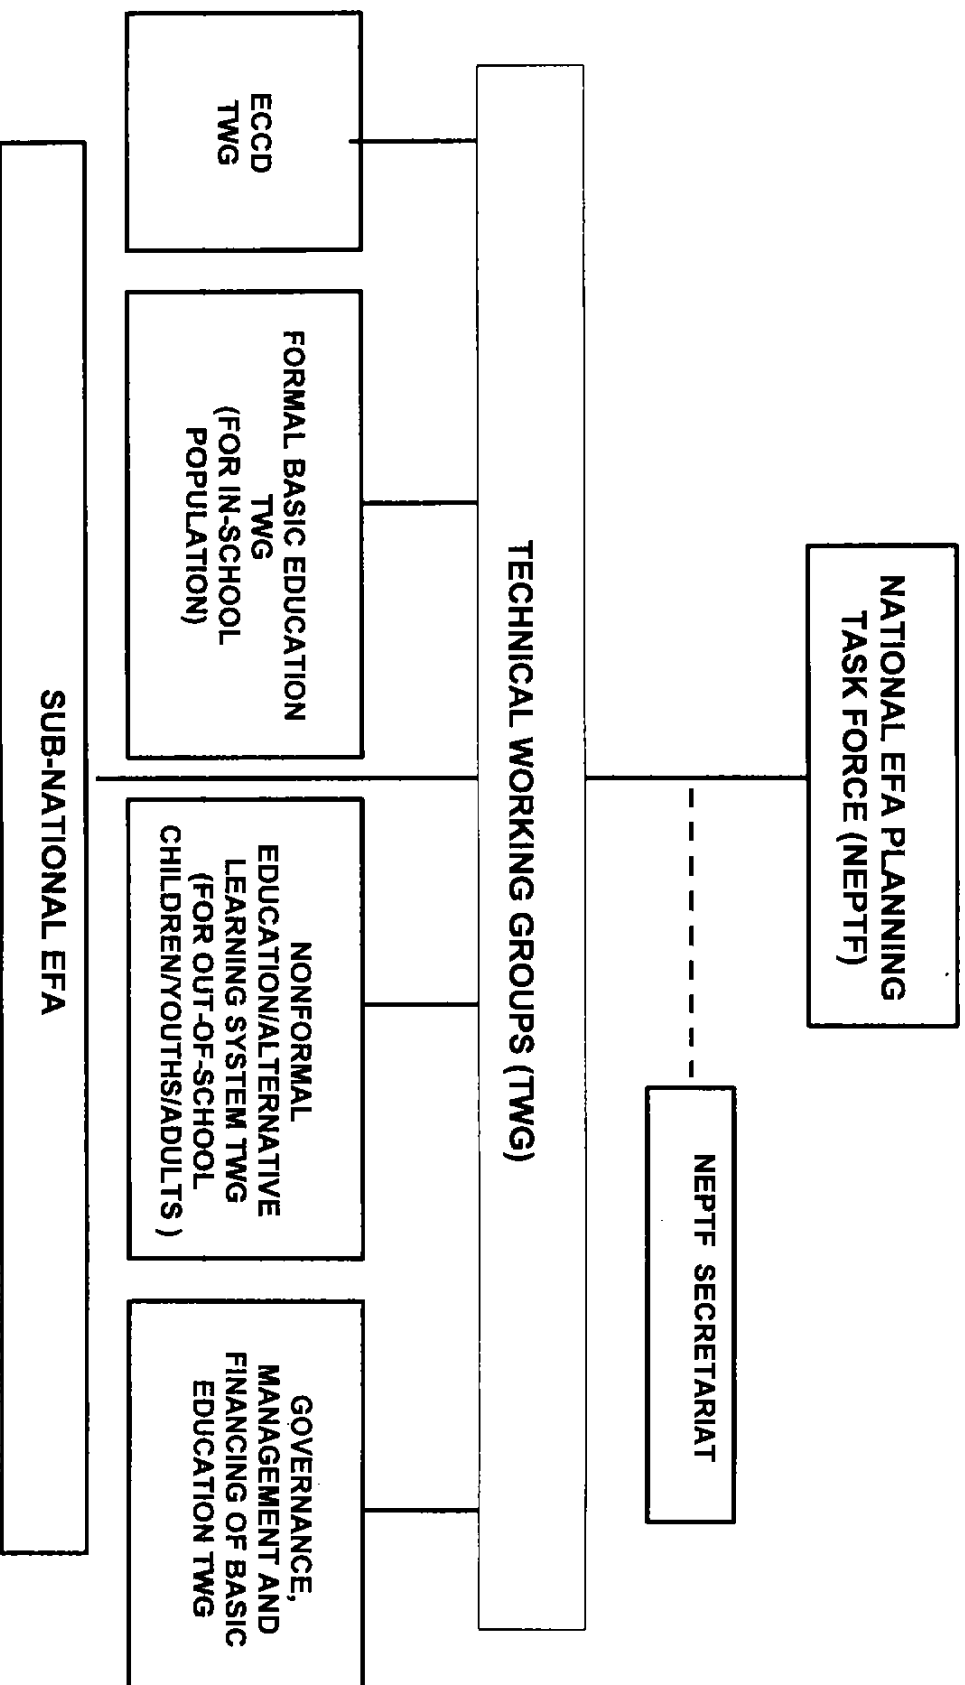 NATIONAL EFA PLANNING
TASK FORCE (NEPTF)
NEPTF SECRETARIAT
TECHNICAL WORKING GROUPS (TWG)
ECCD
TWG
FORMAL BASIC EDUCATION
TWG
(FOR IN-SCHOOL
POPULATION)
NONFORMAL
EDUCATION/ALTERNATIVE
LEARNING SYSTEM TWG
(FOR OUT-OF-SCHOOL
CHILDREN/YOUTHS/ADULTS )
GOVERNANCE,
MANAGEMENT AND
FINANCING OF BASIC
EDUCATION TWG
SUB-NATIONAL EFA